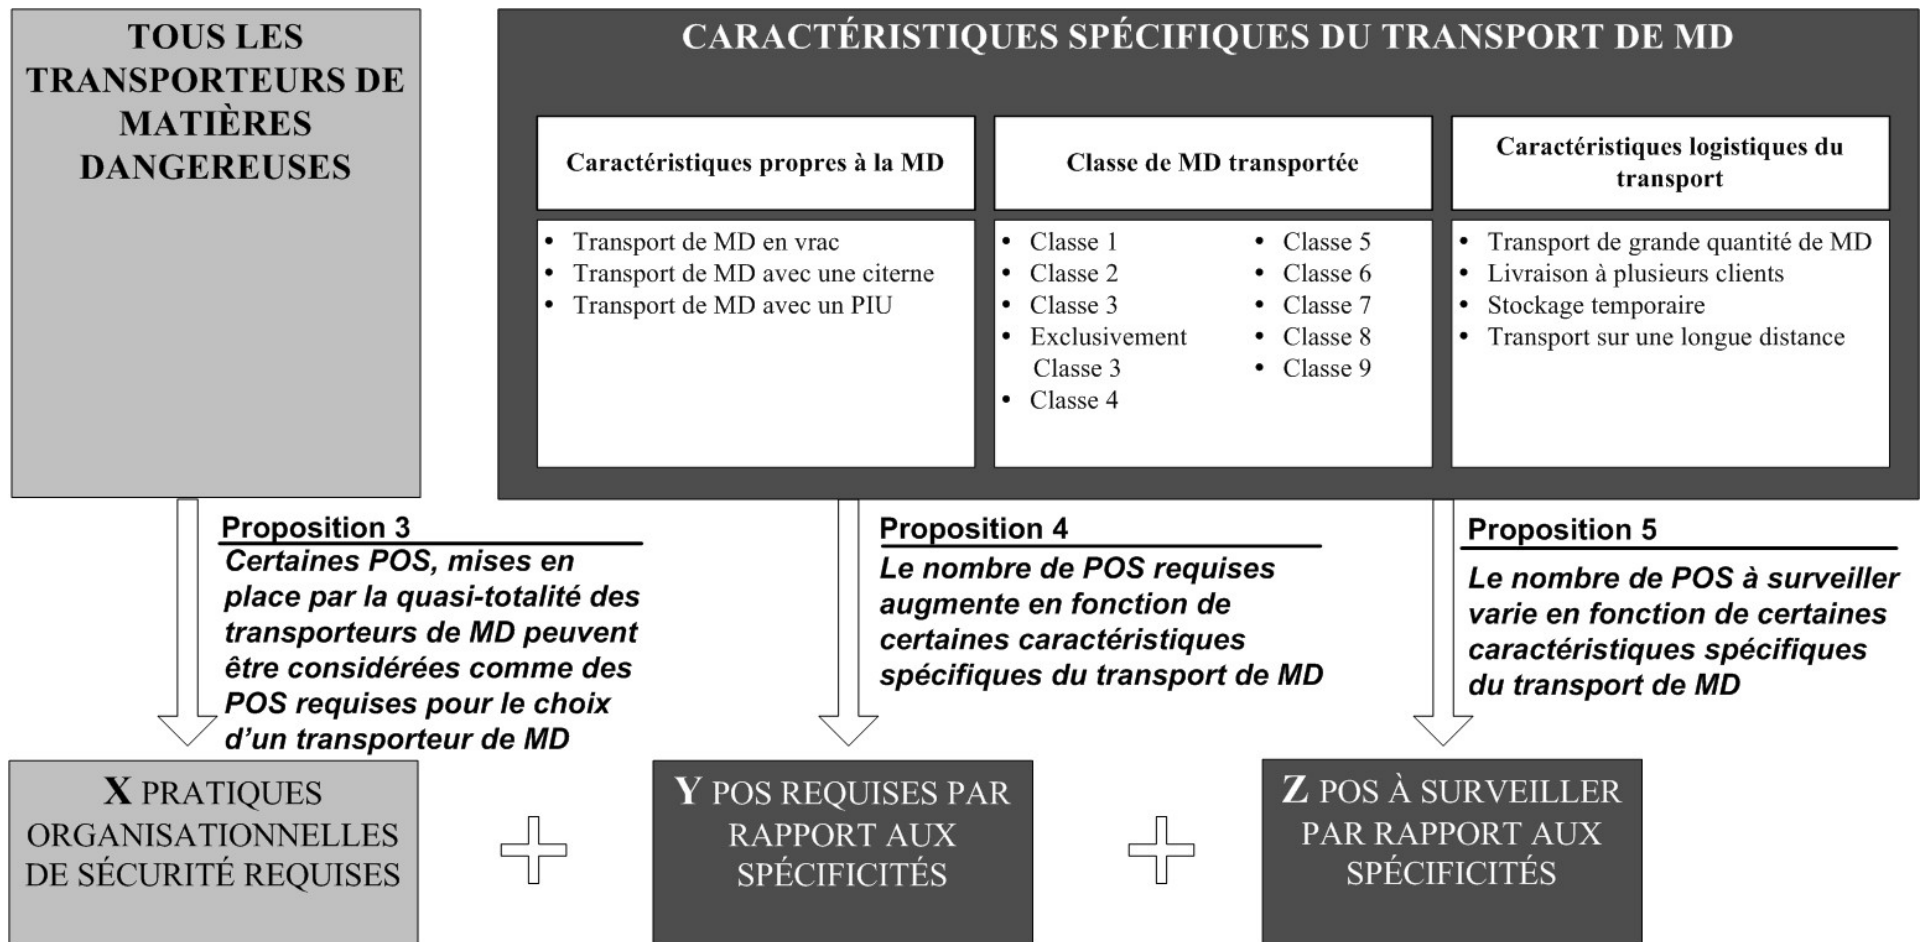 TOUS LES
TRANSPORTEURS DE
MATIÈRES
DANGEREUSES
CARACTÉRISTIQUES SPÉCIFIQUES DU TRANSPORT DE MD
Caractéristiques propres à la MD
• Transport de MD en vrac
• Transport de MD avec une citerne
• Transport de MD avec un PIU
Classe de MD transportée
• Classe 1
• Classe 2
• Classe 3
• Exclusivement
Classe 3
• Classe 4
• Classe 5
• Classe 6
• Classe 7
• Classe 8
• Classe 9
Caractéristiques logistiques du
transport
• Transport de grande quantité de MD
• Livraison à plusieurs clients
• Stockage temporaire
• Transport sur une longue distance
Proposition 3
Certaines POS, mises en
place par la quasi-totalité des
transporteurs de MD peuvent
être considérées comme des
POS requises pour le choix
d'un transporteur de MD
Proposition 4
Le nombre de POS requises
augmente en fonction de
certaines caractéristiques
spécifiques du transport de MD
Proposition 5
Le nombre de POS à surveiller
varie en fonction de certaines
caractéristiques spécifiques
du transport de MD
X PRATIQUES
ORGANISATIONNELLES
DE SÉCURITÉ REQUISES
Y POS REQUISES PAR
RAPPORT AUX
SPÉCIFICITÉS
Z POS À SURVEILLER
PAR RAPPORT AUX
SPÉCIFICITÉS